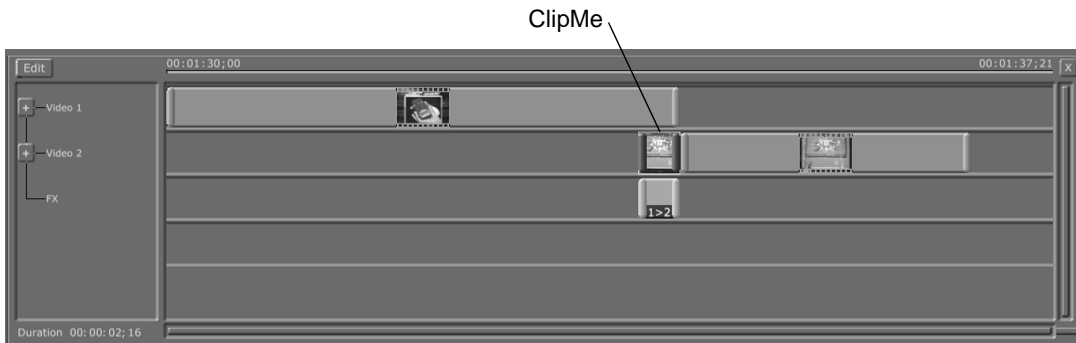 ClipMe
Edit
00:01:30;00
00:01:37;21
X
+ Video 1
+ Video 2
FX
1>2
Duration 00:00:02;16